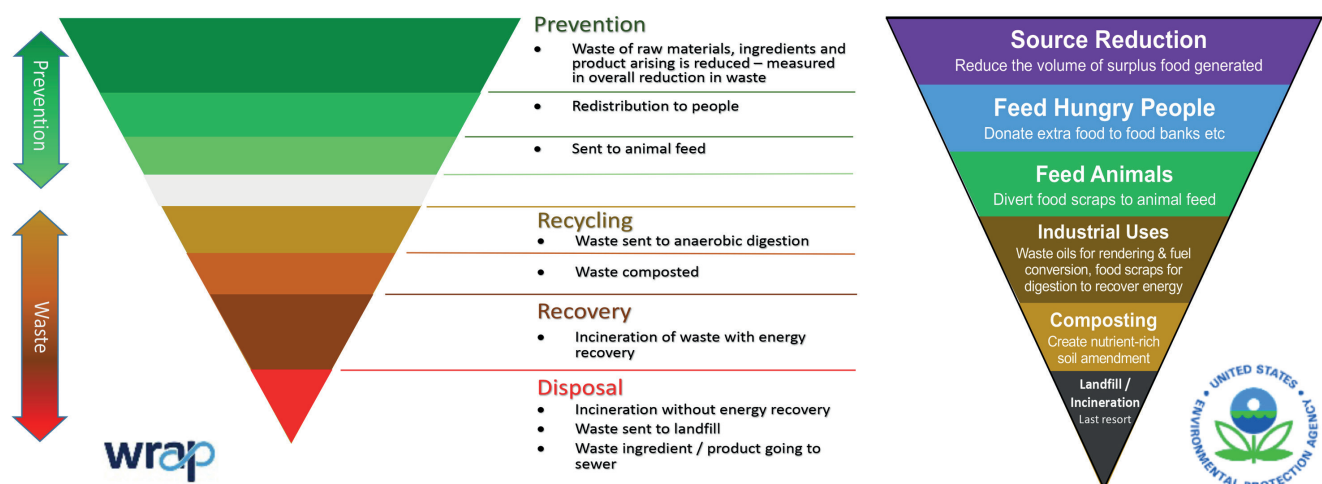 Prevention
Waste
Prevention
• Waste of raw materials, ingredients and
product arising is reduced – measured
in overall reduction in waste
• Redistribution to people
• Sent to animal feed
Recycling
• Waste sent to anaerobic digestion
• Waste composted
Recovery
• Incineration of waste with energy
recovery
Disposal
• Incineration without energy recovery
• Waste sent to landfill
• Waste ingredient / product going to
sewer
wrap
Source Reduction
Reduce the volume of surplus food generated
Feed Hungry People
Donate extra food to food banks etc
Feed Animals
Divert food scraps to animal feed
Industrial Uses
Waste oils for rendering & fuel
conversion, food scraps for
digestion to recover energy
Composting
Create nutrient-rich
soil amendment
Landfill /
Incineration
Last resort
UNITED STATES
ENVIRONMENTAL PROTECTION AGENCY